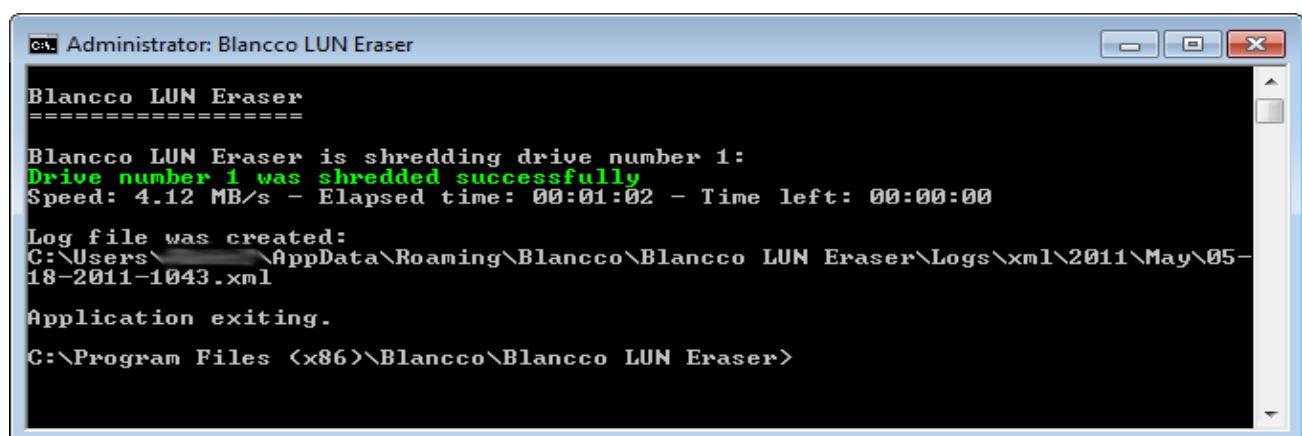 Administrator: Blancco LUN Eraser
Blancco LUN Eraser
==================
Blancco LUN Eraser is shredding drive number 1:
Drive number 1 was shredded successfully
Speed: 4.12 MB/s - Elapsed time: 00:01:02 - Time left: 00:00:00
Log file was created:
C:\Users\ \AppData\Roaming\Blancco\Blancco LUN Eraser\Logs\xml\2011\May\05-
18-2011-1043.xml
Application exiting.
C:\Program Files (x86)\Blancco\Blancco LUN Eraser>